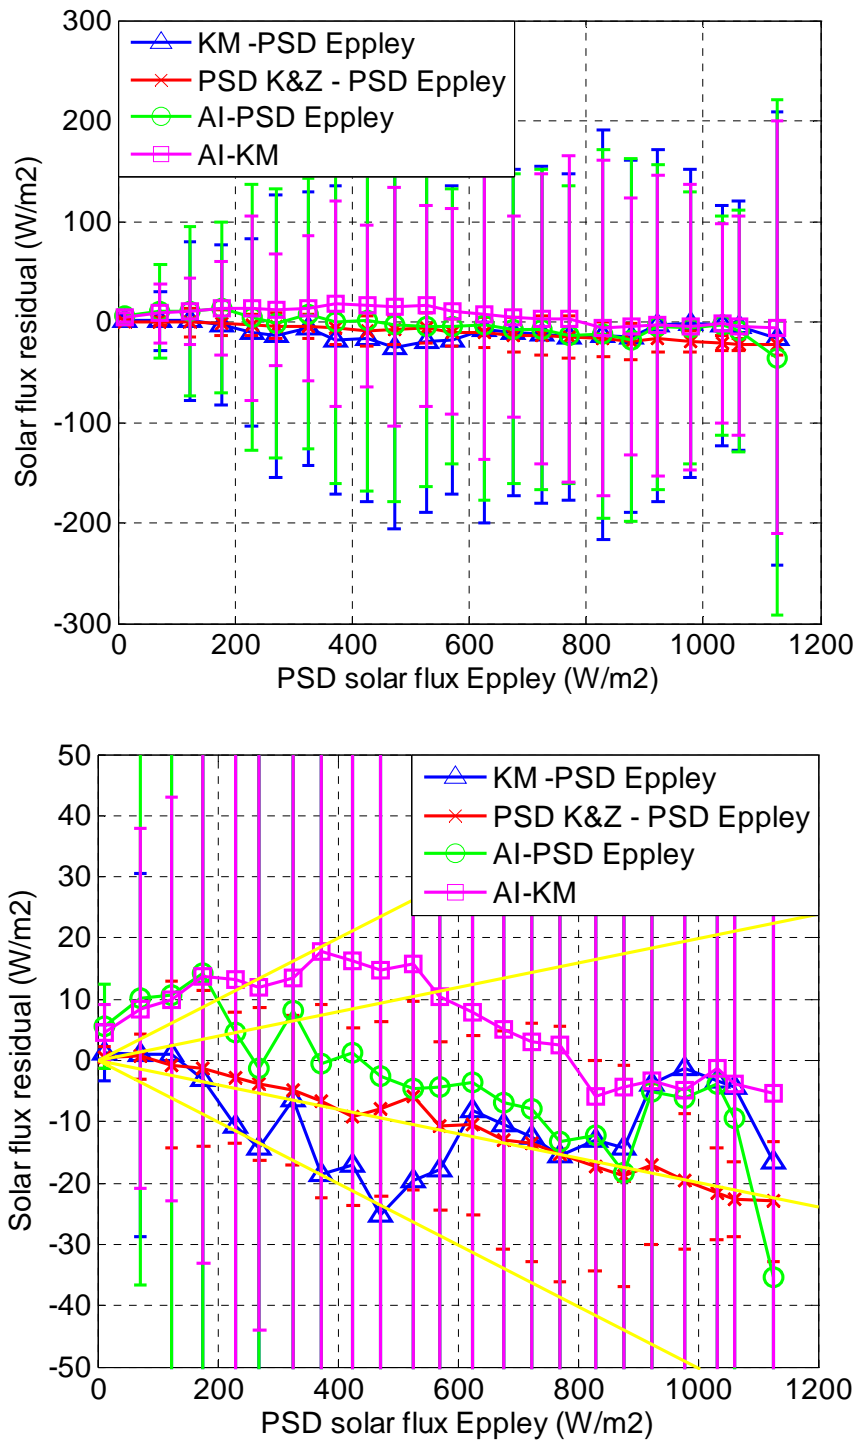 300
200
100
0
-100
-200
-300
Solar flux residual (W/m2)
KM -PSD Eppley
PSD K&Z - PSD Eppley
AI-PSD Eppley
AI-KM
0 200 400 600 800 1000 1200
PSD solar flux Eppley (W/m2)
50
40
30
20
10
0
-10
-20
-30
-40
-50
Solar flux residual (W/m2)
KM -PSD Eppley
PSD K&Z - PSD Eppley
AI-PSD Eppley
AI-KM
0 200 400 600 800 1000 1200
PSD solar flux Eppley (W/m2)